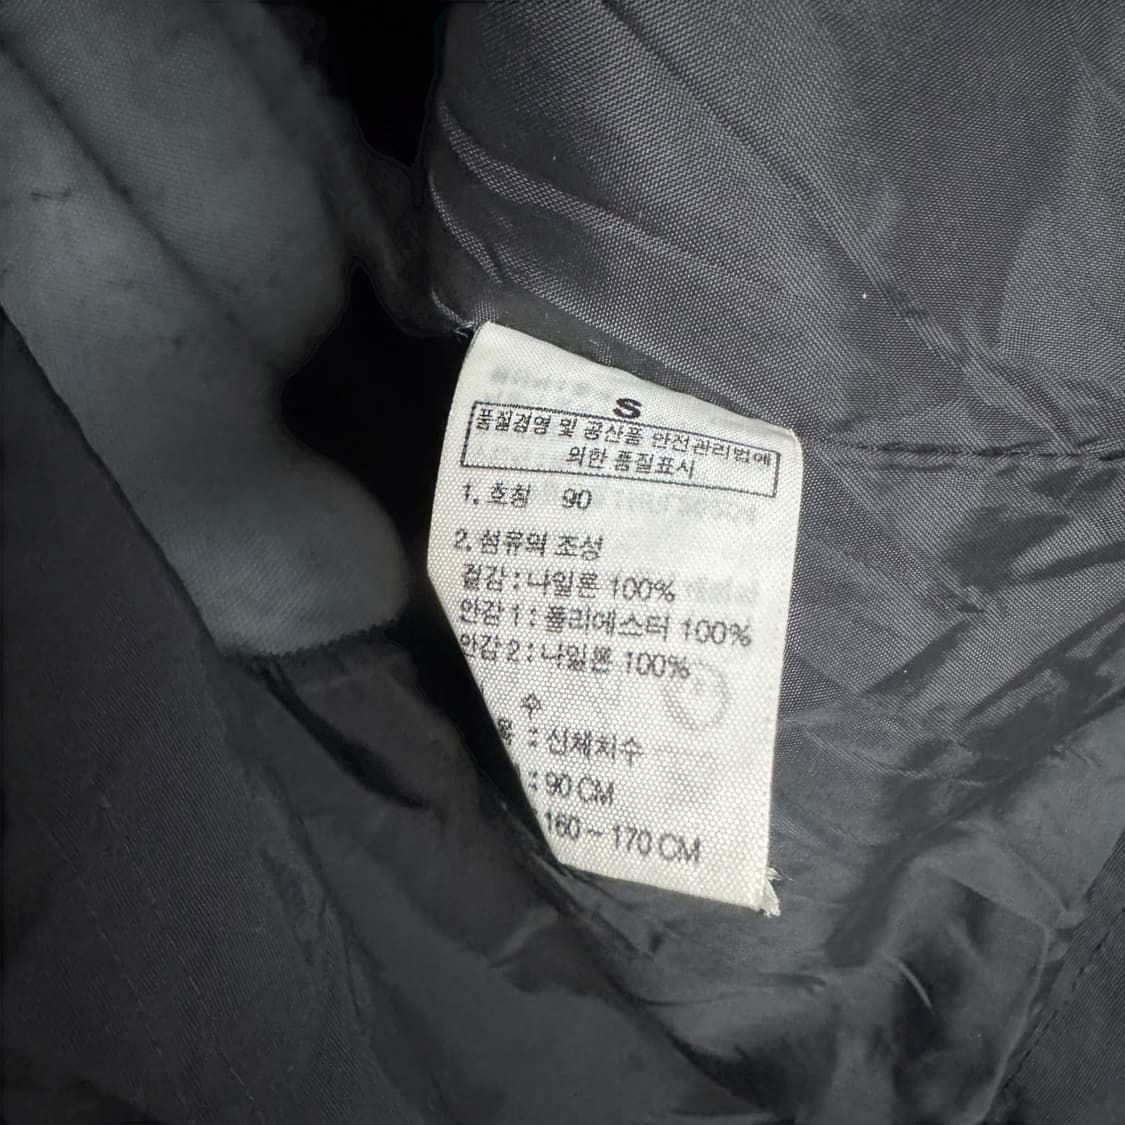 S
품질경영 및 공산품 안전관리법에
의한 품질표시
1. 호칭 90
2. 섬유의 조성
겉감 : 나일론 100%
안감 1 : 폴리에스터 100%
안감 2 : 나일론 100%
수
: 신체치수
: 90 CM
160~170 CM